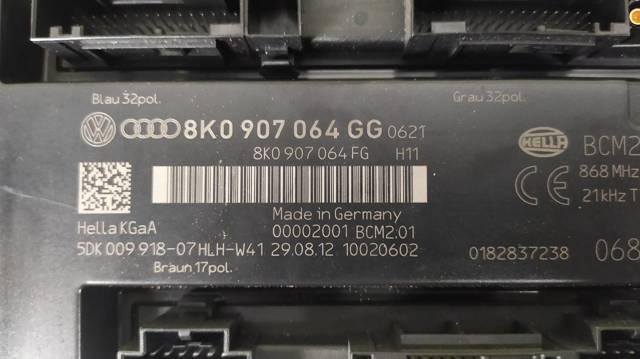 Blau 32pol.
Grau 32pol.
8K0 907 064 GG 0621
8K0 907 064 FG H11
HELLA
BCM2
868 MHz
CE
21kHz T
Made in Germany
Hella KGaA
00002001 BCM2.01
5DK 009 918-07 HLH-W41 29.08.12 10020602
0182837238
068
Braun 17pol.